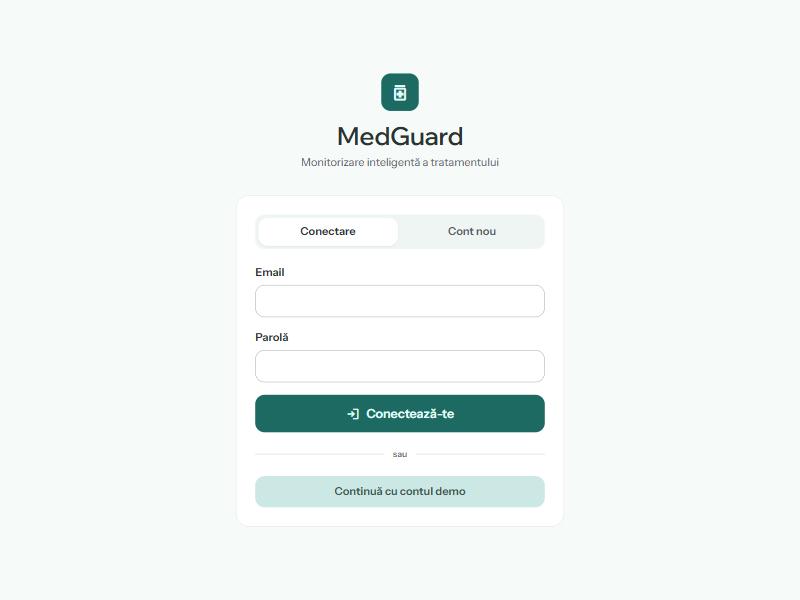 MedGuard
Monitorizare inteligentă a tratamentului
Conectare
Cont nou
Email
Parolă
Conectează-te
sau
Continuă cu contul demo